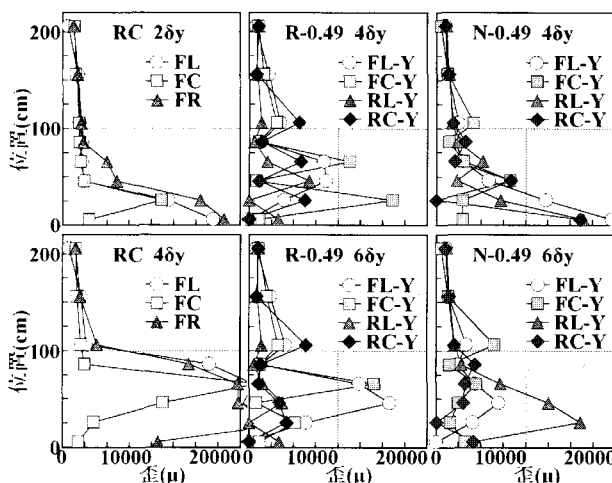 RC 2δy
R-0.49 4δy
N-0.49 4δy
FL
FC
FR
FL-Y
FC-Y
RL-Y
RC-Y
FL-Y
FC-Y
RL-Y
RC-Y
位置(cm)
200
100
0
RC 4δy
R-0.49 6δy
N-0.49 6δy
FL
FC
FR
FL-Y
FC-Y
RL-Y
RC-Y
FL-Y
FC-Y
RL-Y
RC-Y
位置(cm)
200
100
0
0 10000 20000
0 10000 20000
0 10000 20000
歪(μ)
歪(μ)
歪(μ)